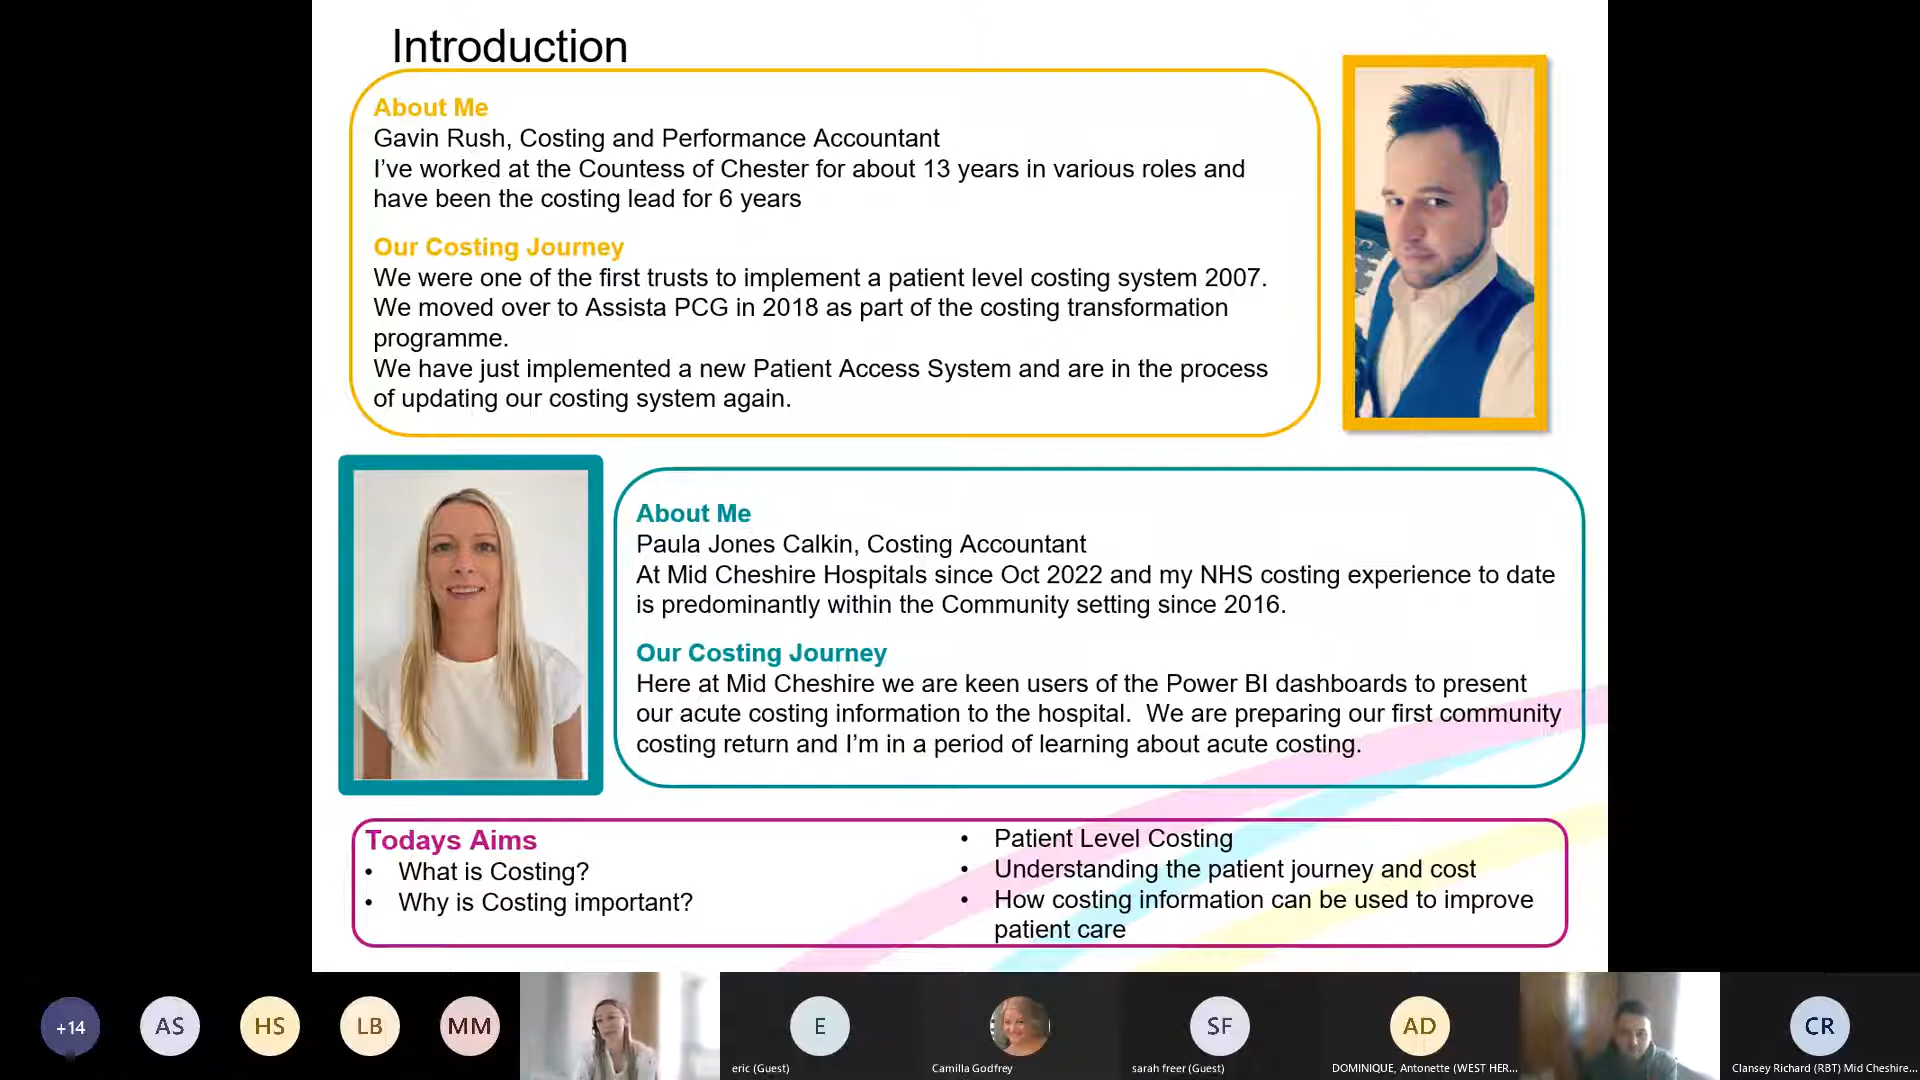 Introduction
About Me
Gavin Rush, Costing and Performance Accountant
I’ve worked at the Countess of Chester for about 13 years in various roles and
have been the costing lead for 6 years
Our Costing Journey
We were one of the first trusts to implement a patient level costing system 2007.
We moved over to Assista PCG in 2018 as part of the costing transformation
programme.
We have just implemented a new Patient Access System and are in the process
of updating our costing system again.
About Me
Paula Jones Calkin, Costing Accountant
At Mid Cheshire Hospitals since Oct 2022 and my NHS costing experience to date
is predominantly within the Community setting since 2016.
Our Costing Journey
Here at Mid Cheshire we are keen users of the Power BI dashboards to present
our acute costing information to the hospital.  We are preparing our first community
costing return and I’m in a period of learning about acute costing.
Todays Aims
• What is Costing?
• Why is Costing important?
• Patient Level Costing
• Understanding the patient journey and cost
• How costing information can be used to improve
patient care
+14
AS
HS
LB
MM
E
eric (Guest)
Camilla Godfrey
SF
sarah freer (Guest)
AD
DOMINIQUE, Antonette (WEST HER...
CR
Clansey Richard (RBT) Mid Cheshire...